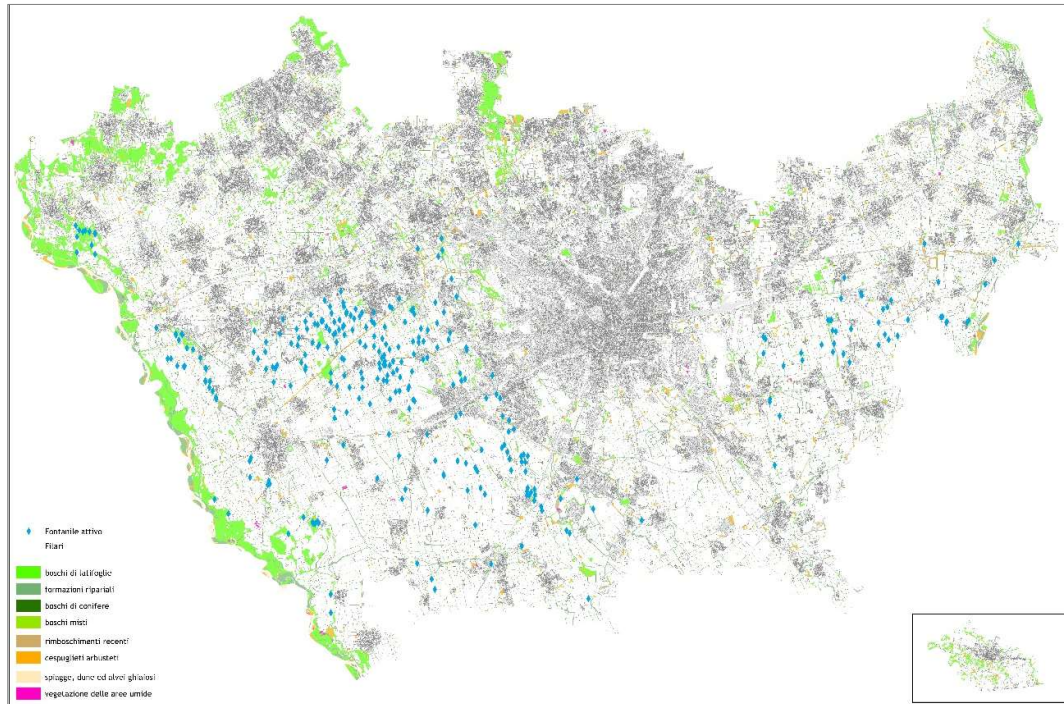 Fontanile attivo
Filari
boschi di latifoglie
formazioni ripariali
boschi di conifere
boschi misti
rimboschimenti recenti
cespuglieti arbusteti
spiagge, dune ed alvei ghiaiosi
vegetazione delle aree umide